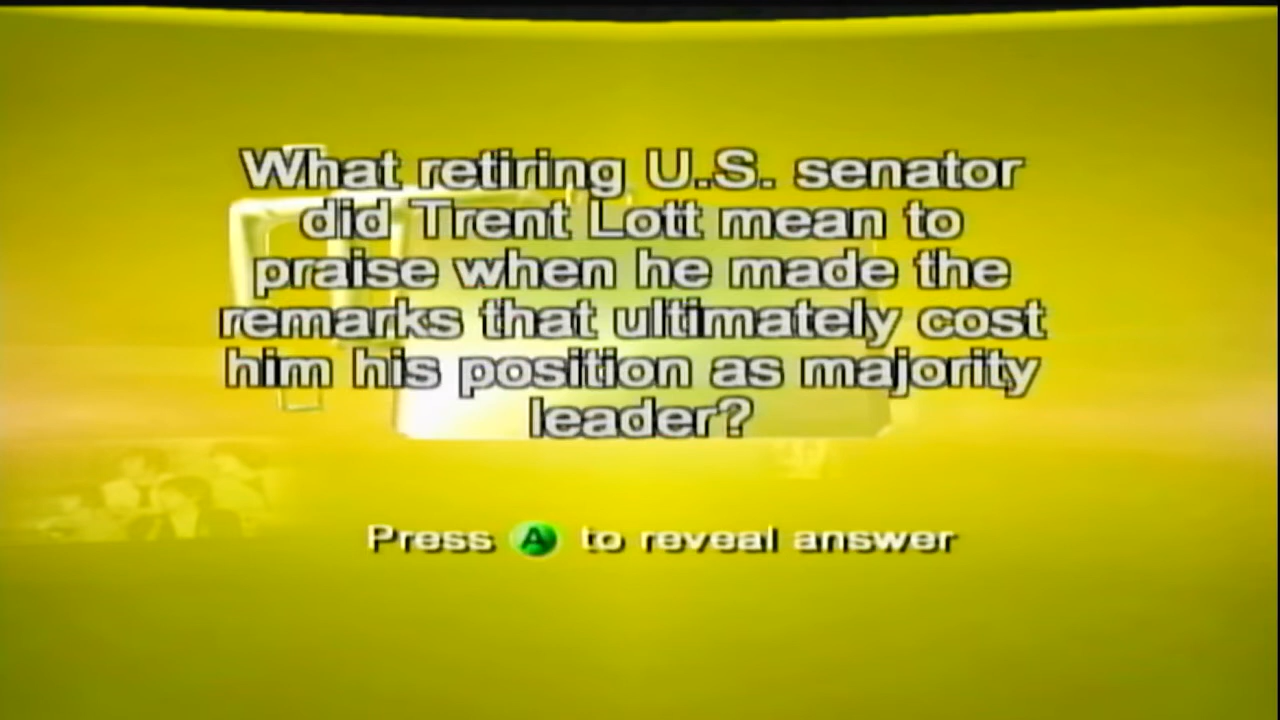 What retiring U.S. senator
did Trent Lott mean to
praise when he made the
remarks that ultimately cost
him his position as majority
leader?
Press A to reveal answer